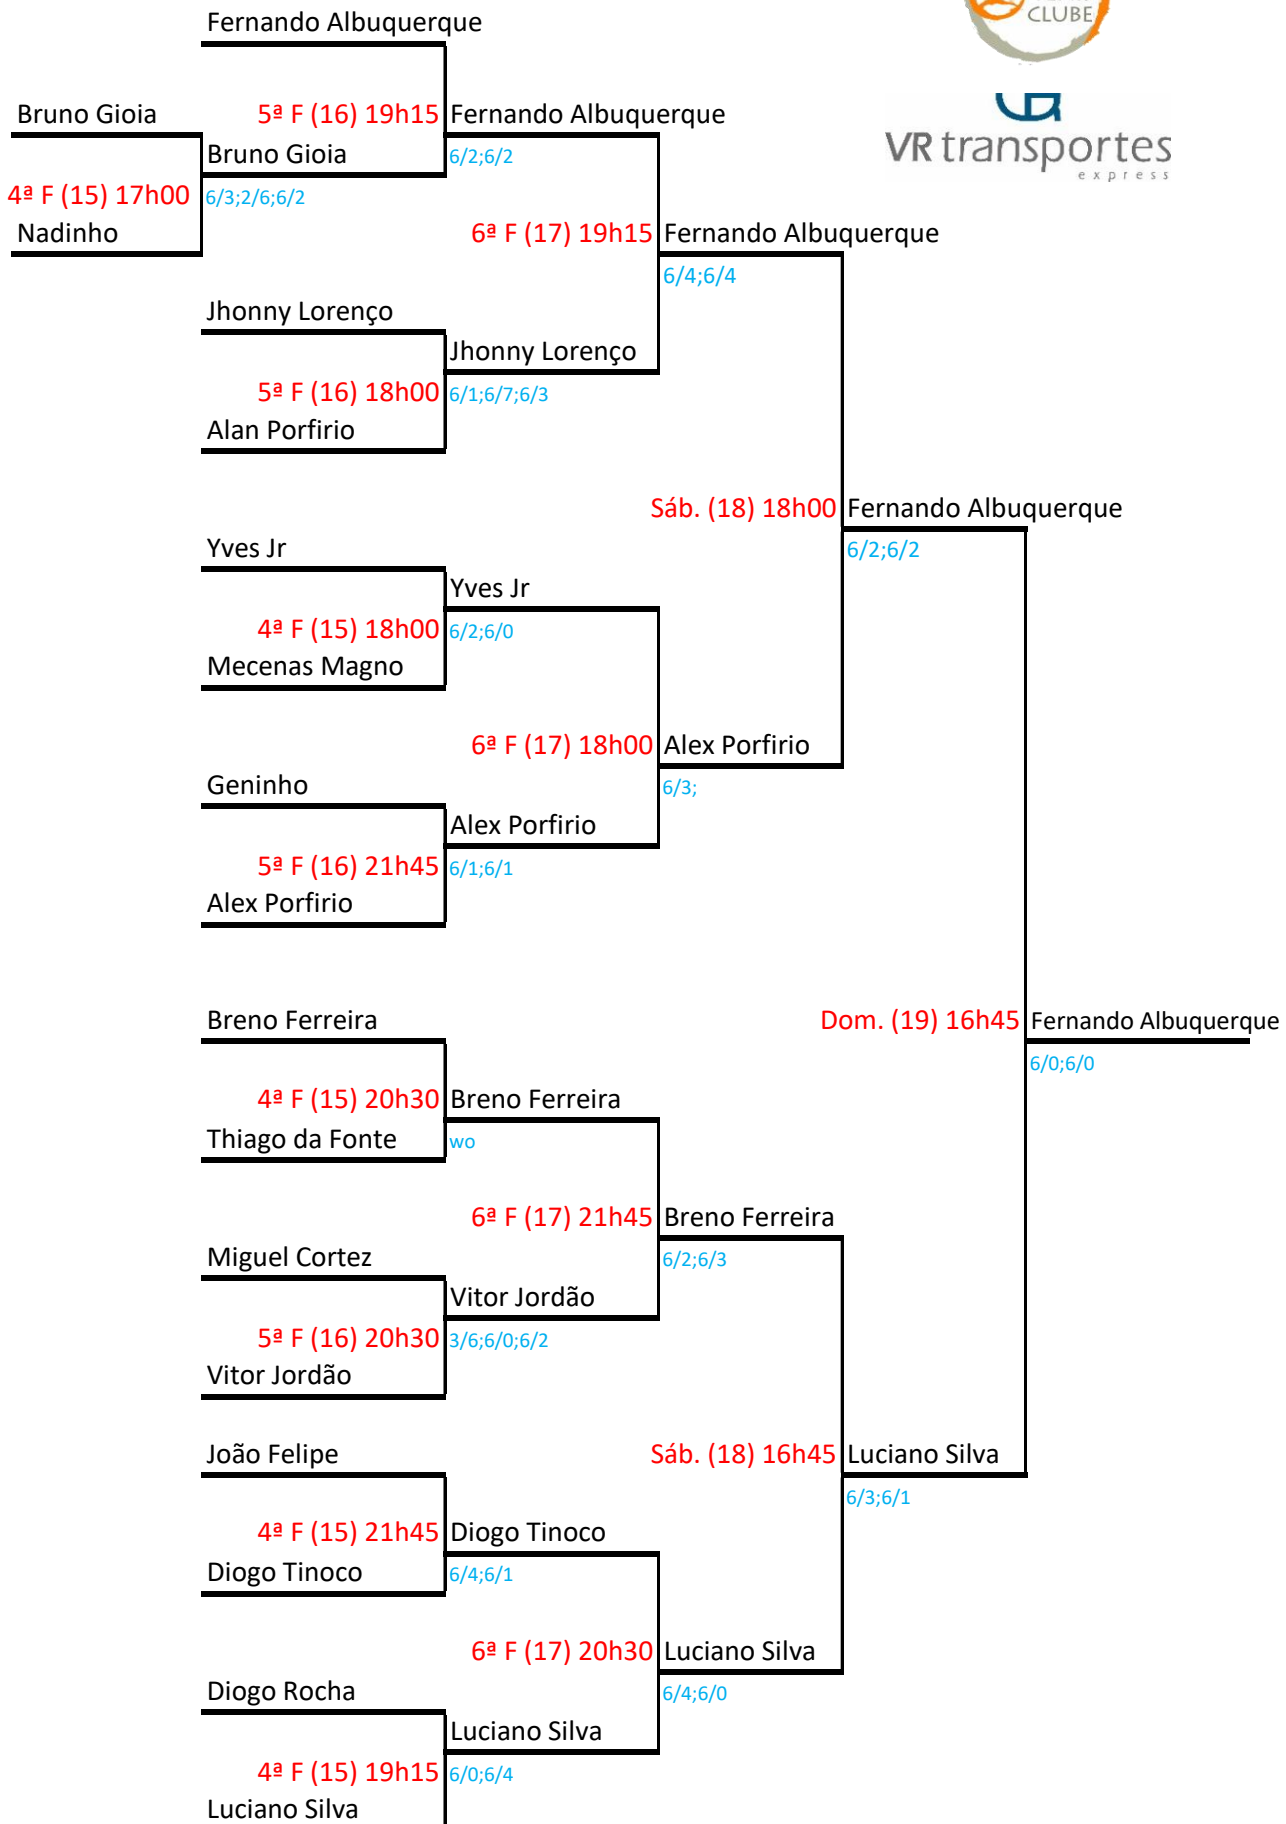 Fernando Albuquerque
CLUBE
Bruno Gioia
5ª F (16) 19h15
Fernando Albuquerque
VR transportes
express
Bruno Gioia
6/2;6/2
4ª F (15) 17h00
6/3;2/6;6/2
Nadinho
6ª F (17) 19h15
Fernando Albuquerque
6/4;6/4
Jhonny Lorenço
Jhonny Lorenço
5ª F (16) 18h00
6/1;6/7;6/3
Alan Porfirio
Sáb. (18) 18h00
Fernando Albuquerque
Yves Jr
6/2;6/2
Yves Jr
4ª F (15) 18h00
6/2;6/0
Mecenas Magno
6ª F (17) 18h00
Alex Porfirio
Geninho
6/3;
Alex Porfirio
5ª F (16) 21h45
6/1;6/1
Alex Porfirio
Breno Ferreira
Dom. (19) 16h45
Fernando Albuquerque
6/0;6/0
4ª F (15) 20h30
Breno Ferreira
Thiago da Fonte
wo
6ª F (17) 21h45
Breno Ferreira
Miguel Cortez
6/2;6/3
Vitor Jordão
5ª F (16) 20h30
3/6;6/0;6/2
Vitor Jordão
João Felipe
Sáb. (18) 16h45
Luciano Silva
6/3;6/1
4ª F (15) 21h45
Diogo Tinoco
Diogo Tinoco
6/4;6/1
6ª F (17) 20h30
Luciano Silva
Diogo Rocha
6/4;6/0
Luciano Silva
4ª F (15) 19h15
6/0;6/4
Luciano Silva